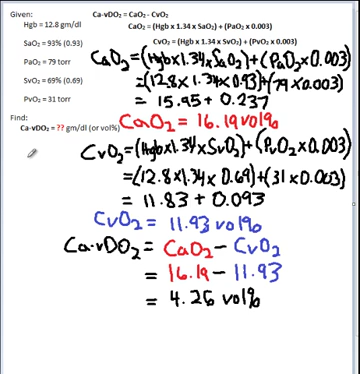 Given:
Hgb = 12.8 gm/dl
SaO2 = 93% (0.93)
PaO2 = 79 torr
SvO2 = 69% (0.69)
PvO2 = 31 torr
Find:
Ca-vDO2 = ?? gm/dl (or vol%)
Ca-vDO2 = CaO2 - CvO2
CaO2 = (Hgb x 1.34 x SaO2) + (PaO2 x 0.003)
CvO2 = (Hgb x 1.34 x SvO2) + (PvO2 x 0.003)
CaO2 = (Hgb x 1.34 x SaO2) + (PaO2 x 0.003)
= (12.8 x 1.34 x 0.93) + (79 x 0.003)
= 15.95 + 0.237
CaO2 = 16.19 vol%
CvO2 = (Hgb x 1.34 x SvO2) + (PvO2 x 0.003)
= (12.8 x 1.34 x 0.69) + (31 x 0.003)
= 11.83 + 0.093
CvO2 = 11.93 vol%
Ca-vDO2 = CaO2 - CvO2
= 16.19 - 11.93
= 4.26 vol%